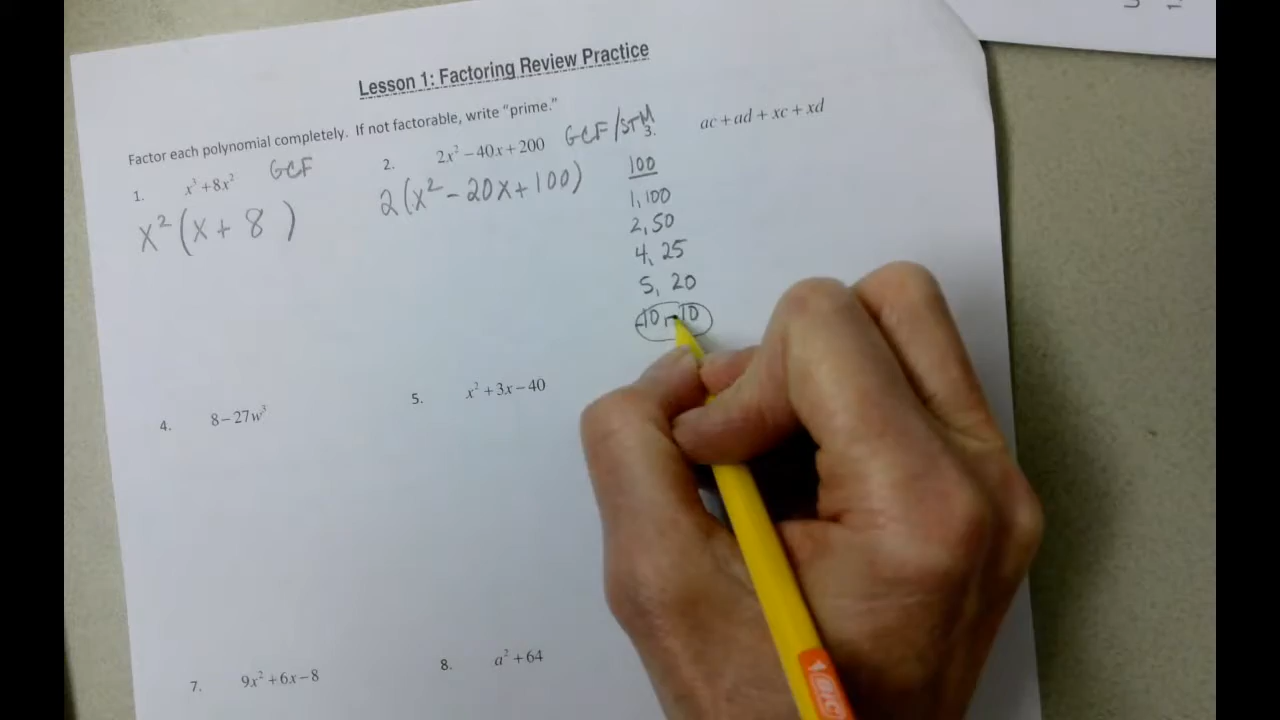 Lesson 1: Factoring Review Practice
Factor each polynomial completely. If not factorable, write “prime.”
1. x³ + 8x² GCF
x² (x + 8 )
2. 2x² − 40x + 200 GCF/STM
2(x² − 20x + 100)
3. ac + ad + xc + xd
100
1, 100
2, 50
4, 25
5, 20
-10, -10
4. 8 − 27w³
5. x² + 3x − 40
7. 9x² + 6x − 8
8. a² + 64
BIC